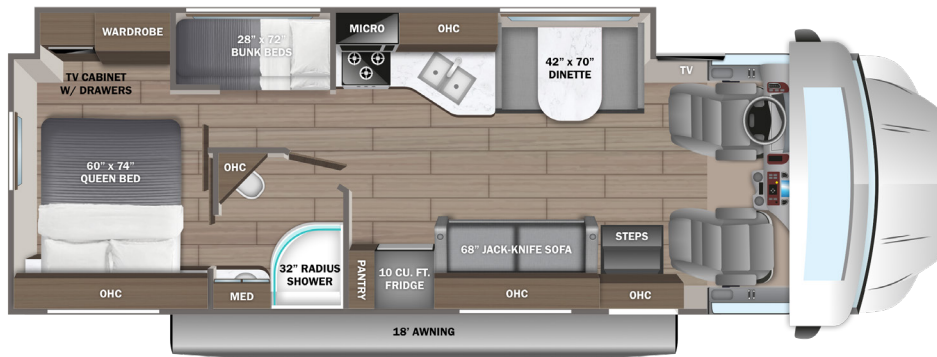 WARDROBE
28" x 72"
BUNK BEDS
MICRO
OHC
42" x 70"
DINETTE
TV
TV CABINET
W/ DRAWERS
60" x 74"
QUEEN BED
OHC
68" JACK-KNIFE SOFA
STEPS
32" RADIUS
SHOWER
PANTRY
10 CU. FT.
FRIDGE
OHC
MED
OHC
OHC
18' AWNING